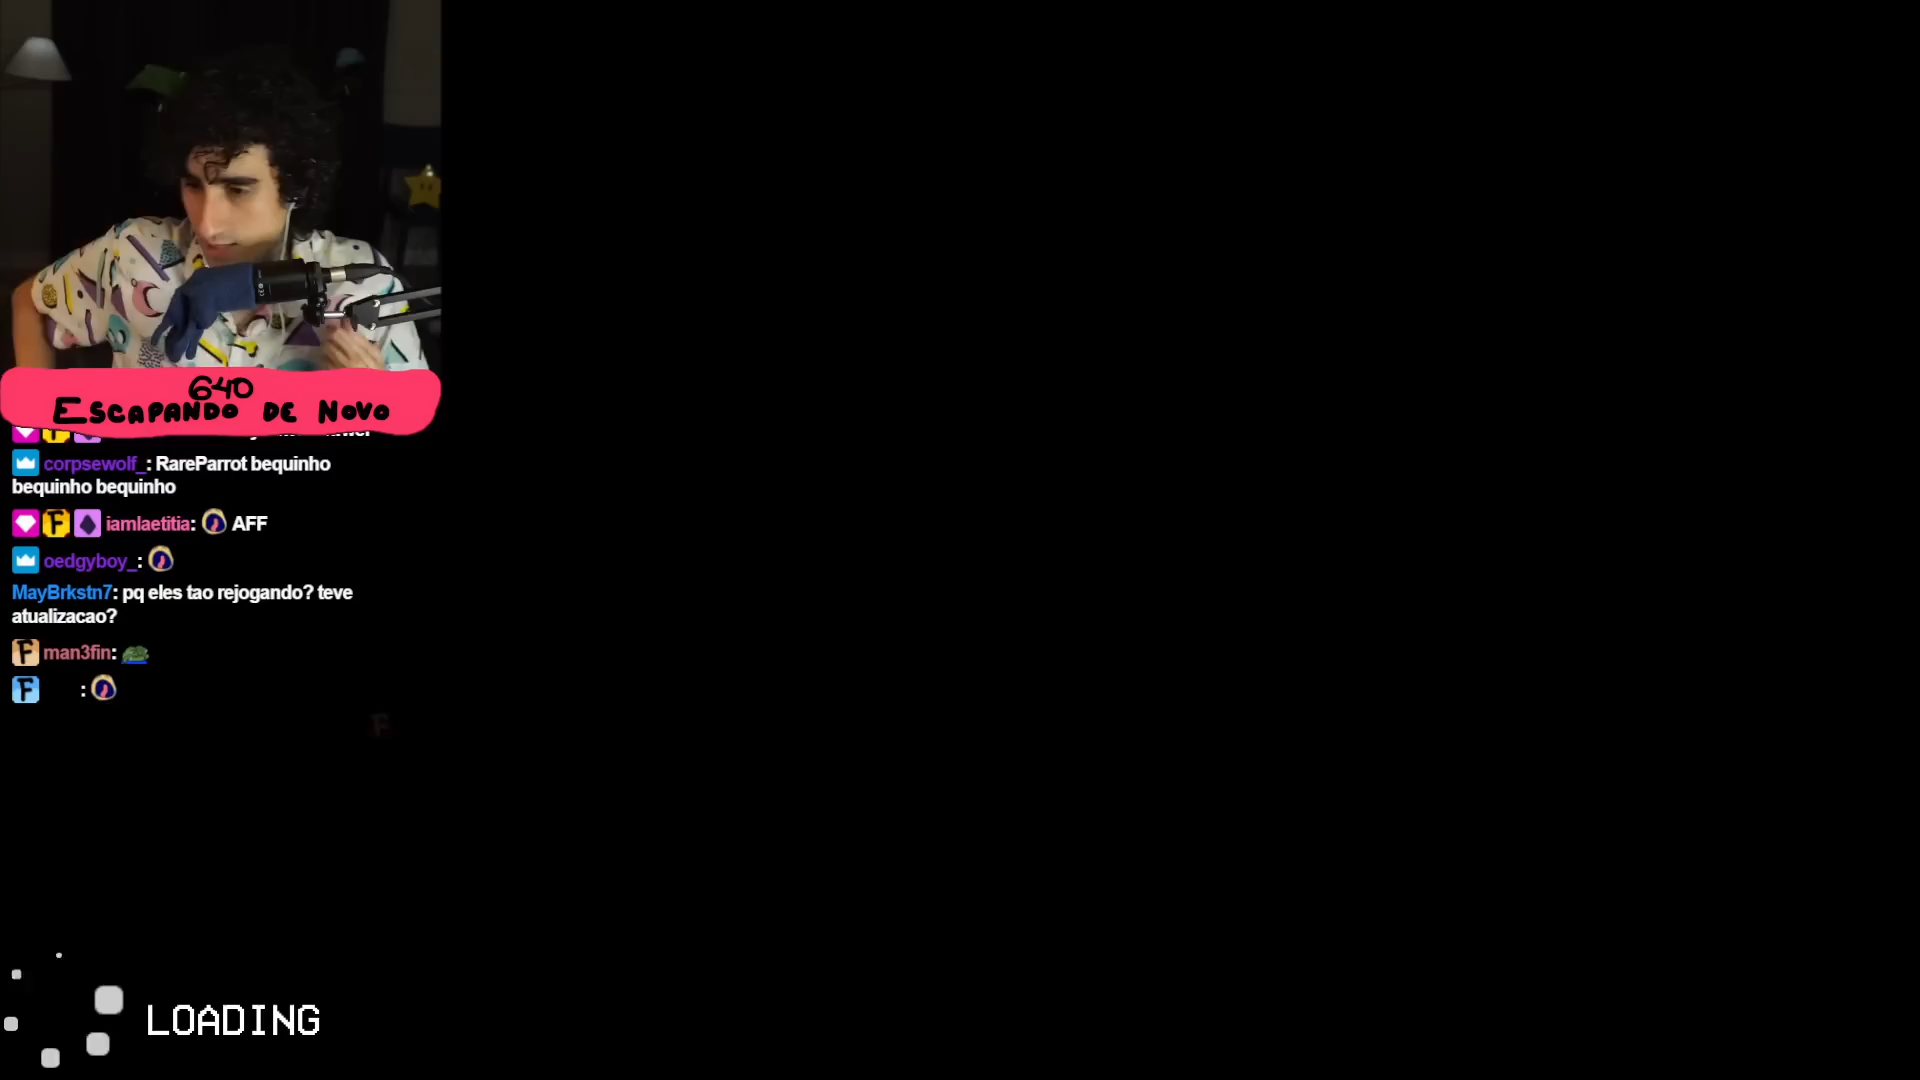 640
ESCAPANDO DE NOVO
corpsewolf_: RareParrot bequinho
bequinho bequinho
F iamlaetitia: AFF
oedgyboy_:
MayBrkstn7: pq eles tao rejogando? teve
atualizacao?
F man3fin:
F :
F
LOADING